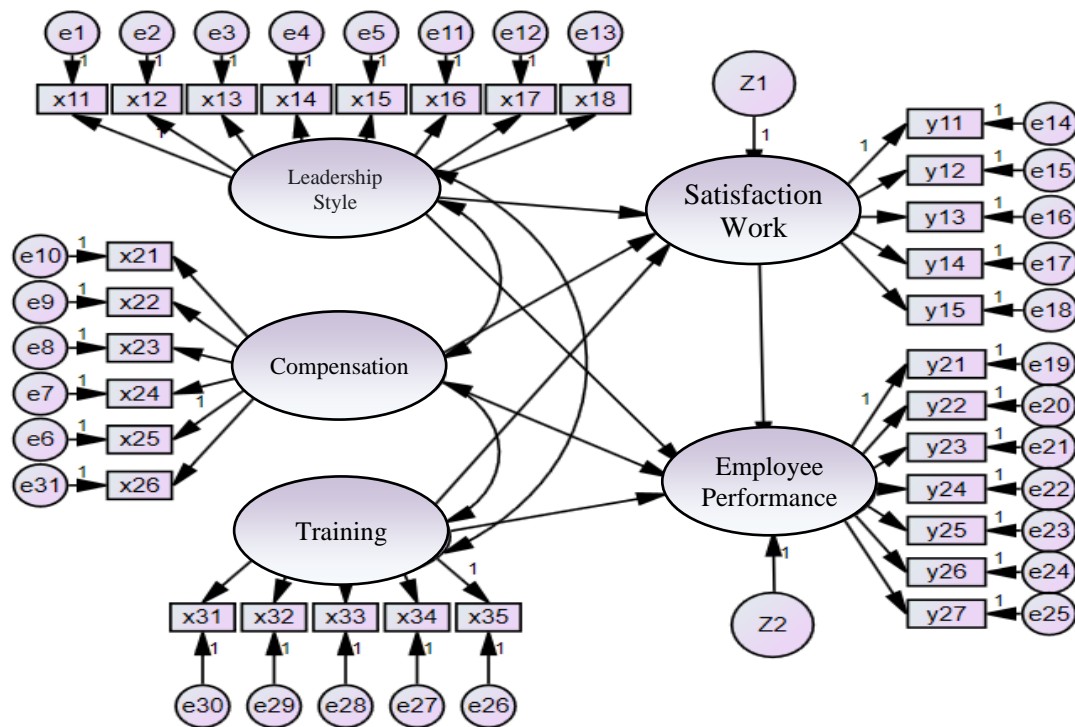 e1 e2 e3 e4 e5 e11 e12 e13
1 1 1 1 1 1 1 1
x11 x12 x13 x14 x15 x16 x17 x18
1
Leadership
Style
Z1
1
Satisfaction
Work
1
y11 1 e14
y12 1 e15
y13 1 e16
y14 1 e17
y15 1 e18
e10 1 x21
e9 1 x22
e8 1 x23
e7 1 x24
e6 1 x25
e31 1 x26
1
Compensation
Employee
Performance
1
y21 1 e19
y22 1 e20
y23 1 e21
y24 1 e22
y25 1 e23
y26 1 e24
y27 1 e25
1
Z2
Training
1
x31 x32 x33 x34 x35
1 1 1 1 1
e30 e29 e28 e27 e26